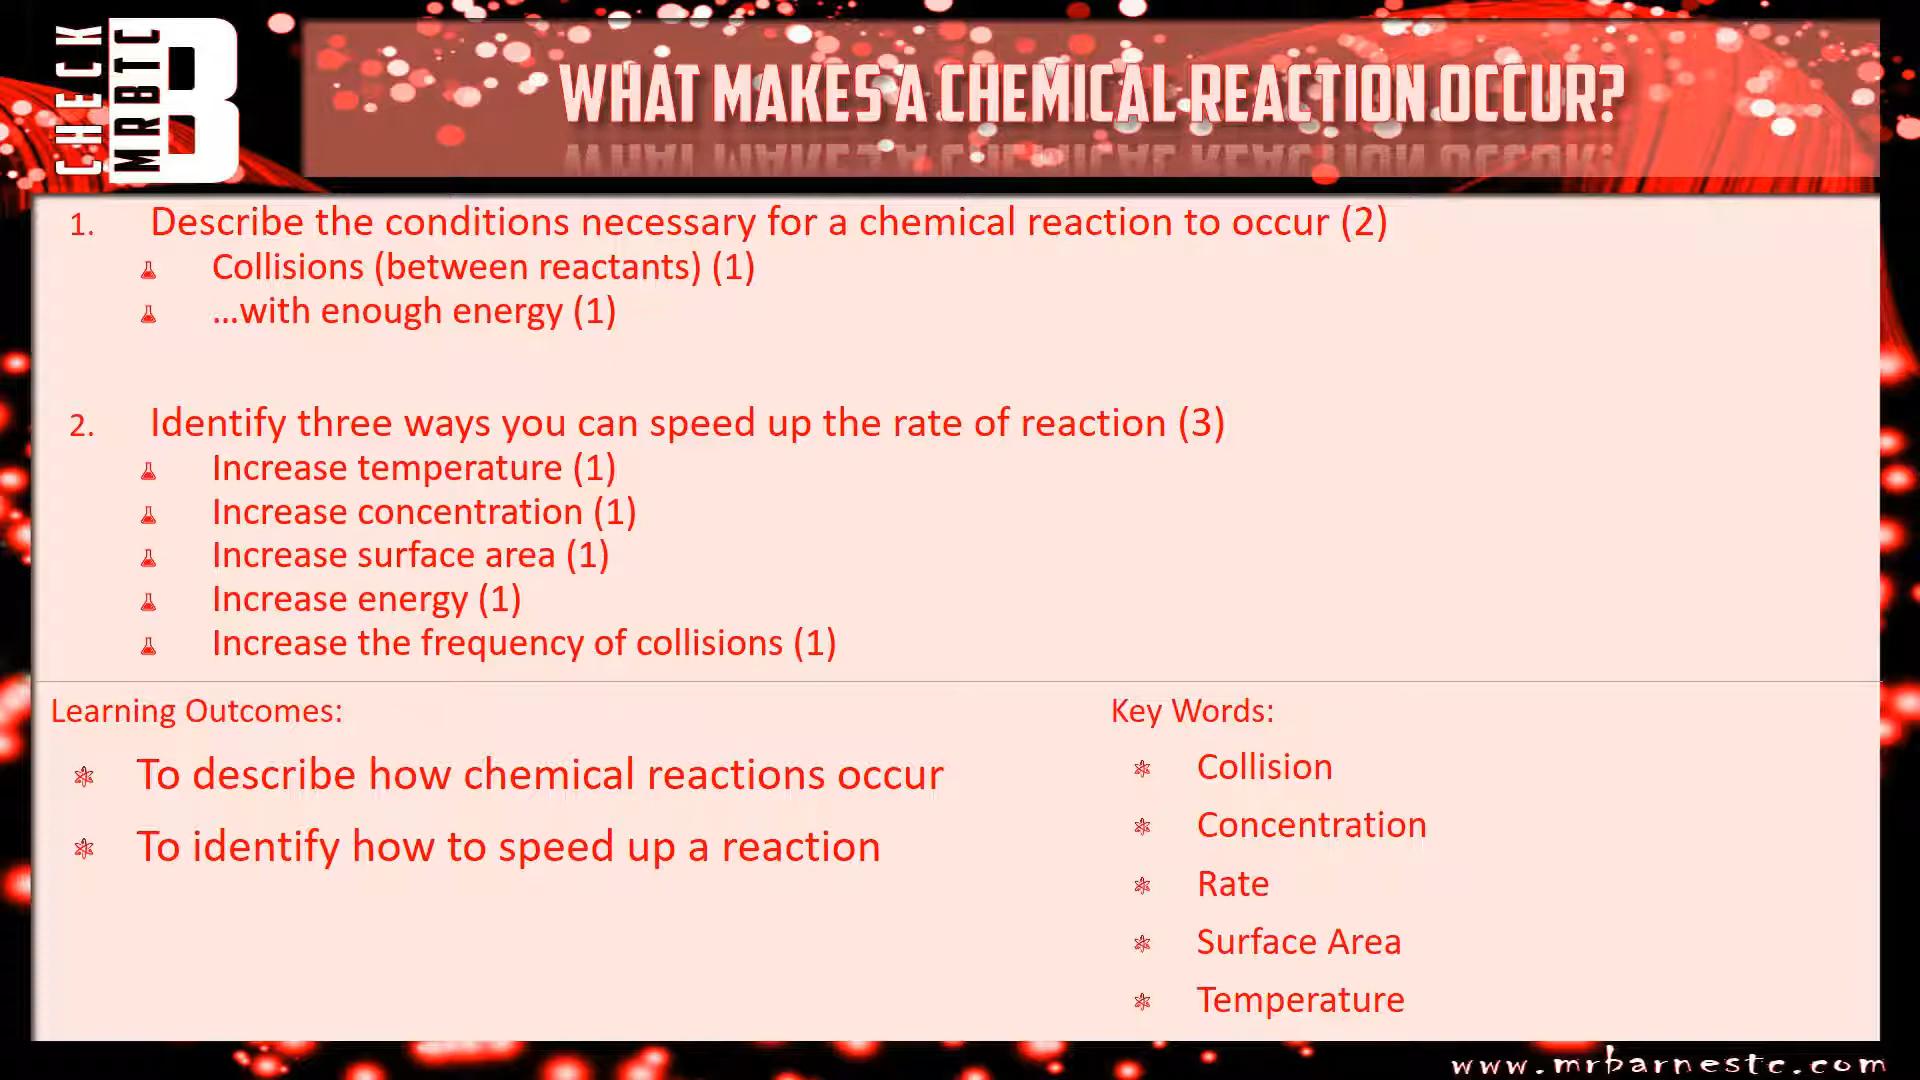 CHECK
MRBTC
B
WHAT MAKES A CHEMICAL REACTION OCCUR?
1. Describe the conditions necessary for a chemical reaction to occur (2)
Collisions (between reactants) (1)
...with enough energy (1)
2. Identify three ways you can speed up the rate of reaction (3)
Increase temperature (1)
Increase concentration (1)
Increase surface area (1)
Increase energy (1)
Increase the frequency of collisions (1)
Learning Outcomes:
To describe how chemical reactions occur
To identify how to speed up a reaction
Key Words:
Collision
Concentration
Rate
Surface Area
Temperature
www.mrbarnestc.com